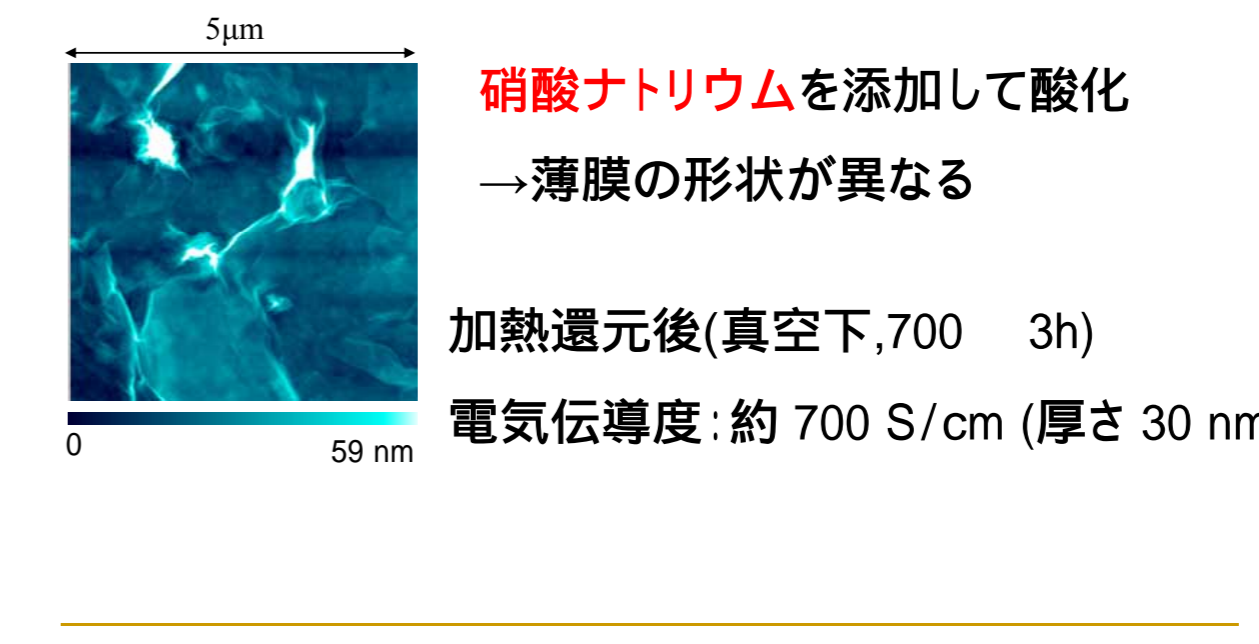 5μm
硝酸ナトリウムを添加して酸化
→薄膜の形状が異なる
加熱還元後(真空下,700 3h)
電気伝導度:約 700 S/cm (厚さ 30 nm
0
59 nm